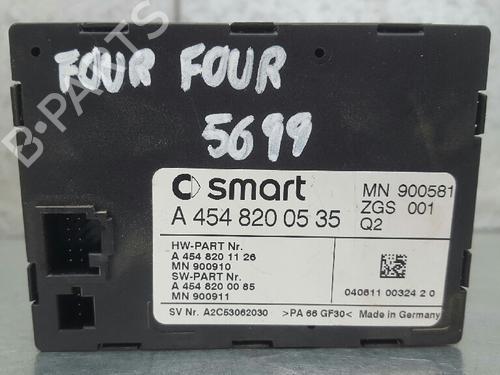 B-PARTS
FOUR FOUR
5699
smart
MN 900581
A 454 820 05 35
ZGS 001
Q2
HW-PART Nr.
A 454 820 11 26
MN 900910
SW-PART Nr.
A 454 820 00 85
MN 900911
040611 00324 2 0
SV Nr. A2C53062030 >PA 66 GF30< Made in Germany